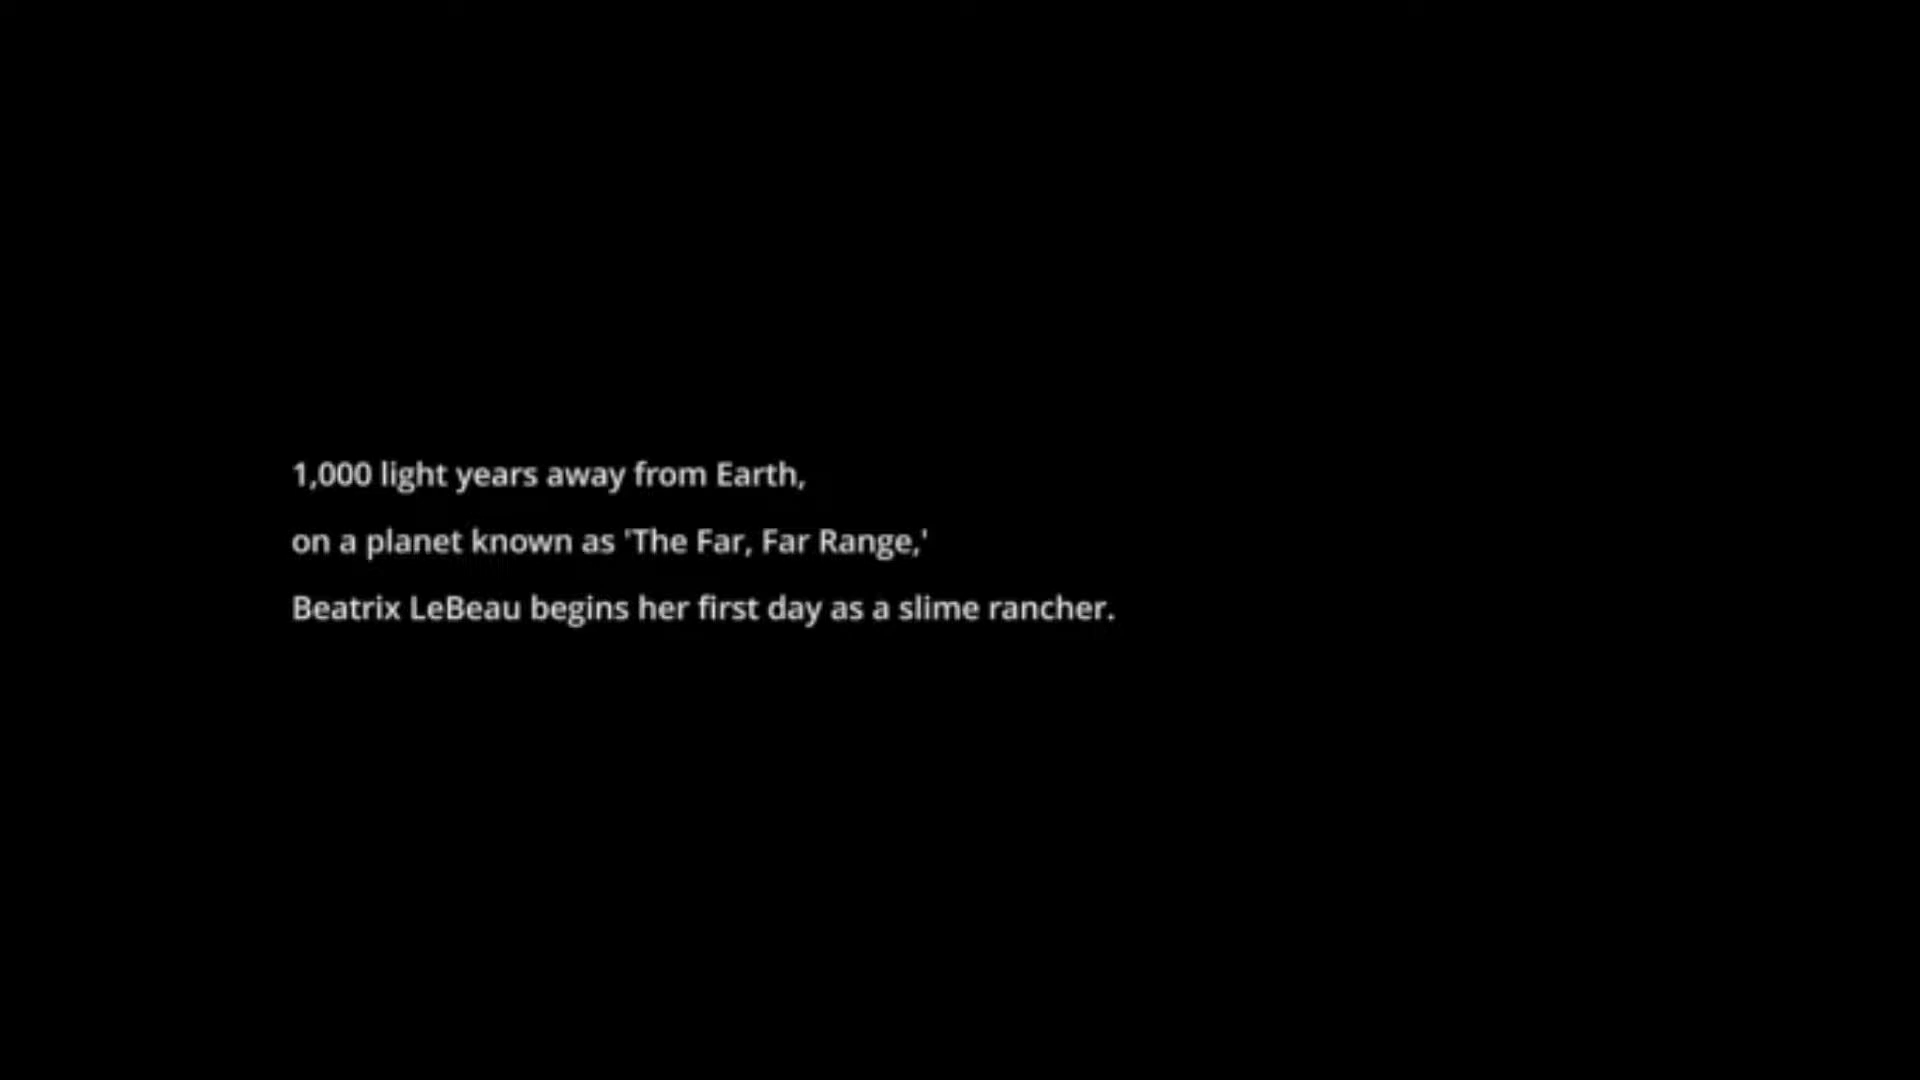 1,000 light years away from Earth,
on a planet known as 'The Far, Far Range,'
Beatrix LeBeau begins her first day as a slime rancher.